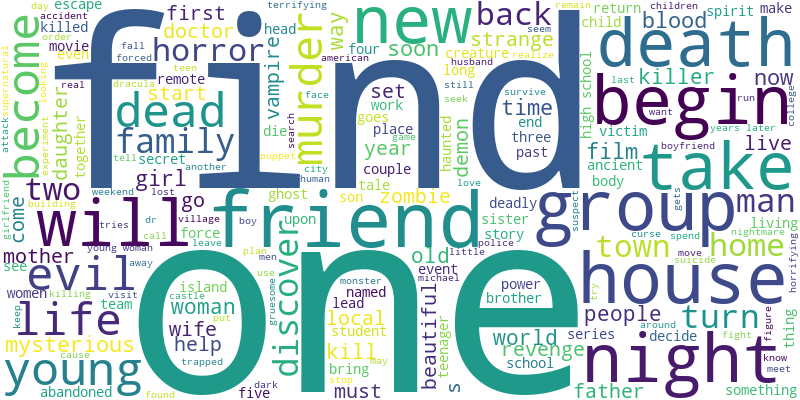 find
one
death
begin
take
group
friend
will
house
night
new
become
murder
dead
family
horror
back
young
life
evil
man
town
home
turn
discover
two
mysterious
zombie
killer
vampire
film
time
world
people
woman
kill
local
wife
help
mother
father
old
year
girl
start
daughter
doctor
first
escape
accident
killed
movie
even
day
order
fall
forced
dracula
teen
real
supernatural
looking
attack
experiment
together
tell
secret
another
puppet
weekend
lost
building
go
come
girlfriend
village
tries
dr
boy
force
call
leave
young woman
away
men
plan
see
women
killing
visit
team
use
island
castle
put
keep
cause
trapped
abandoned
found
dark
five
gruesome
ghost
son
tale
upon
city
human
love
die
search
face
haunted
demon
game
terrifying
head
four
american
way
soon
strange
creature
long
husband
still
seek
set
work
goes
place
couple
past
three
end
survive
seem
realize
return
child
children
remain
spirit
make
blood
now
last
run
want
college
high school
victim
years later
boyfriend
live
ancient
body
gets
suspect
deadly
sister
story
police
little
event
michael
monster
named
lead
student
bring
may
stop
must
beautiful
teenager
s
power
brother
series
revenge
school
decide
around
try
curse
spend
move
suicide
nightmare
living
horrifying
thing
figure
fight
know
meet
something